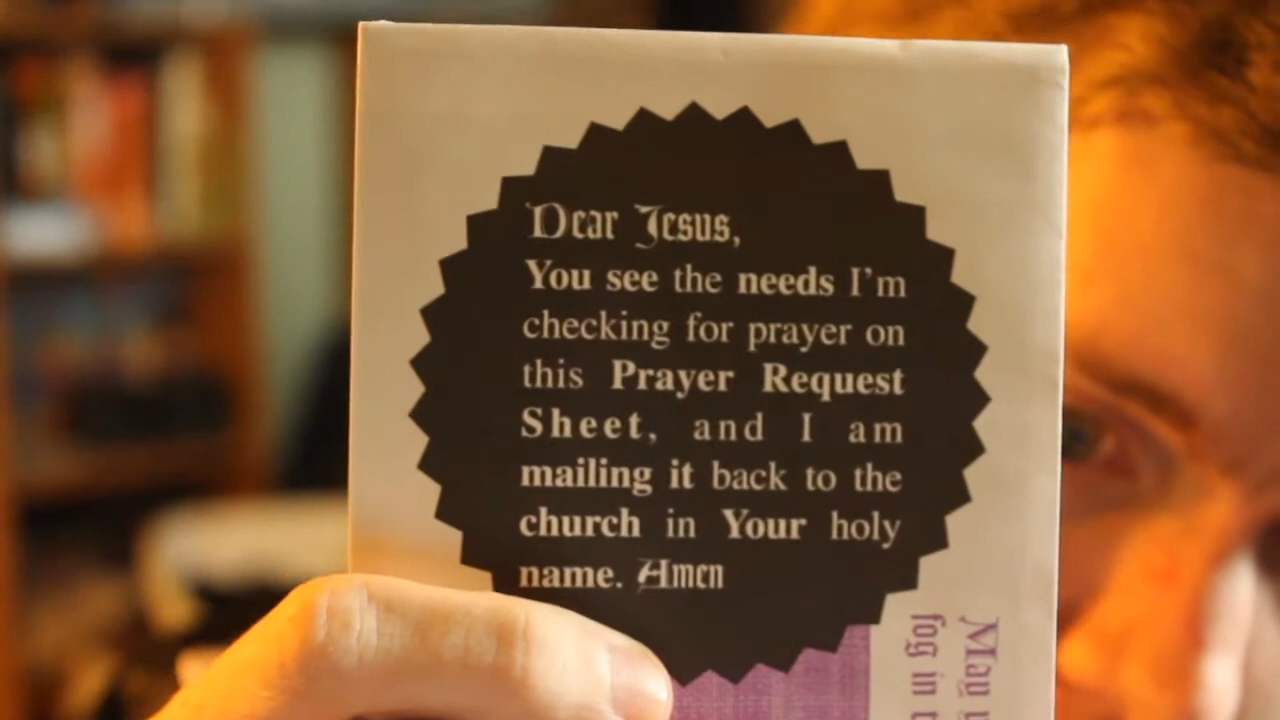 Dear Jesus,
You see the needs I'm
checking for prayer on
this Prayer Request
Sheet, and I am
mailing it back to the
church in Your holy
name. Amen
May
fog in